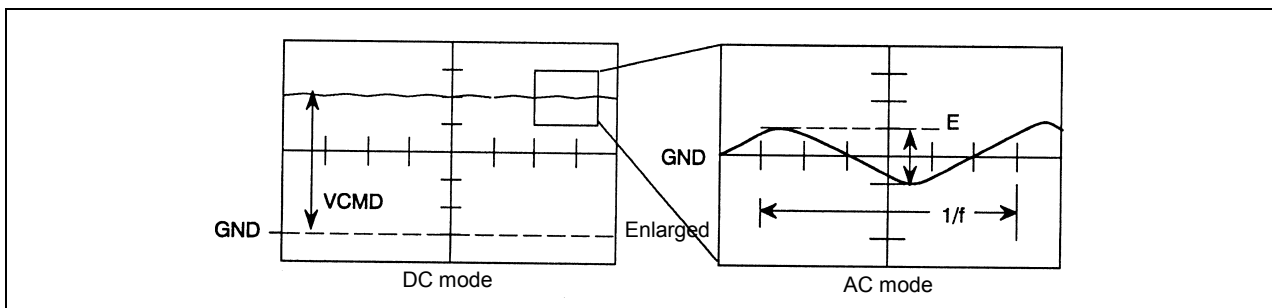 E
GND
VCMD
1/f
GND
Enlarged
DC mode
AC mode